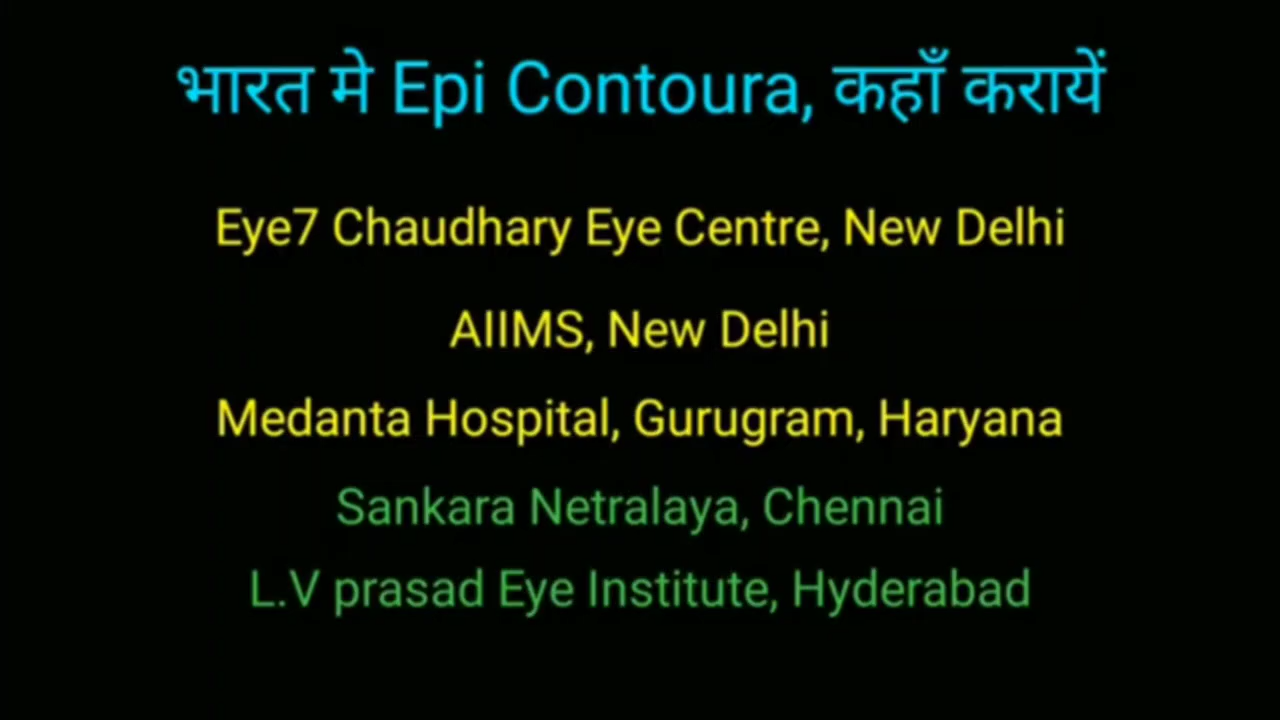 भारत मे Epi Contoura, कहाँ करायें
Eye7 Chaudhary Eye Centre, New Delhi
AIIMS, New Delhi
Medanta Hospital, Gurugram, Haryana
Sankara Netralaya, Chennai
L.V prasad Eye Institute, Hyderabad